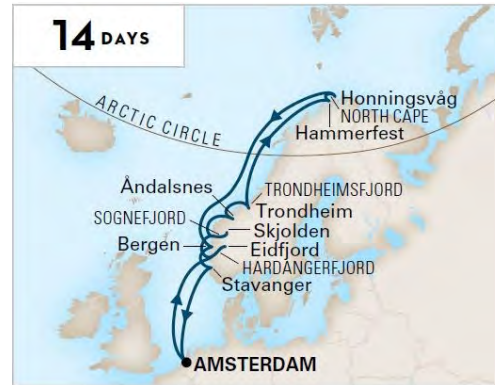 14 DAYS
ARCTIC CIRCLE
Honningsvåg
NORTH CAPE
Hammerfest
Åndalsnes
TRONDHEIMSFJORD
SOGNEFJORD
Trondheim
Skjolden
Bergen
Eidfjord
HARDANGERFJORD
Stavanger
AMSTERDAM